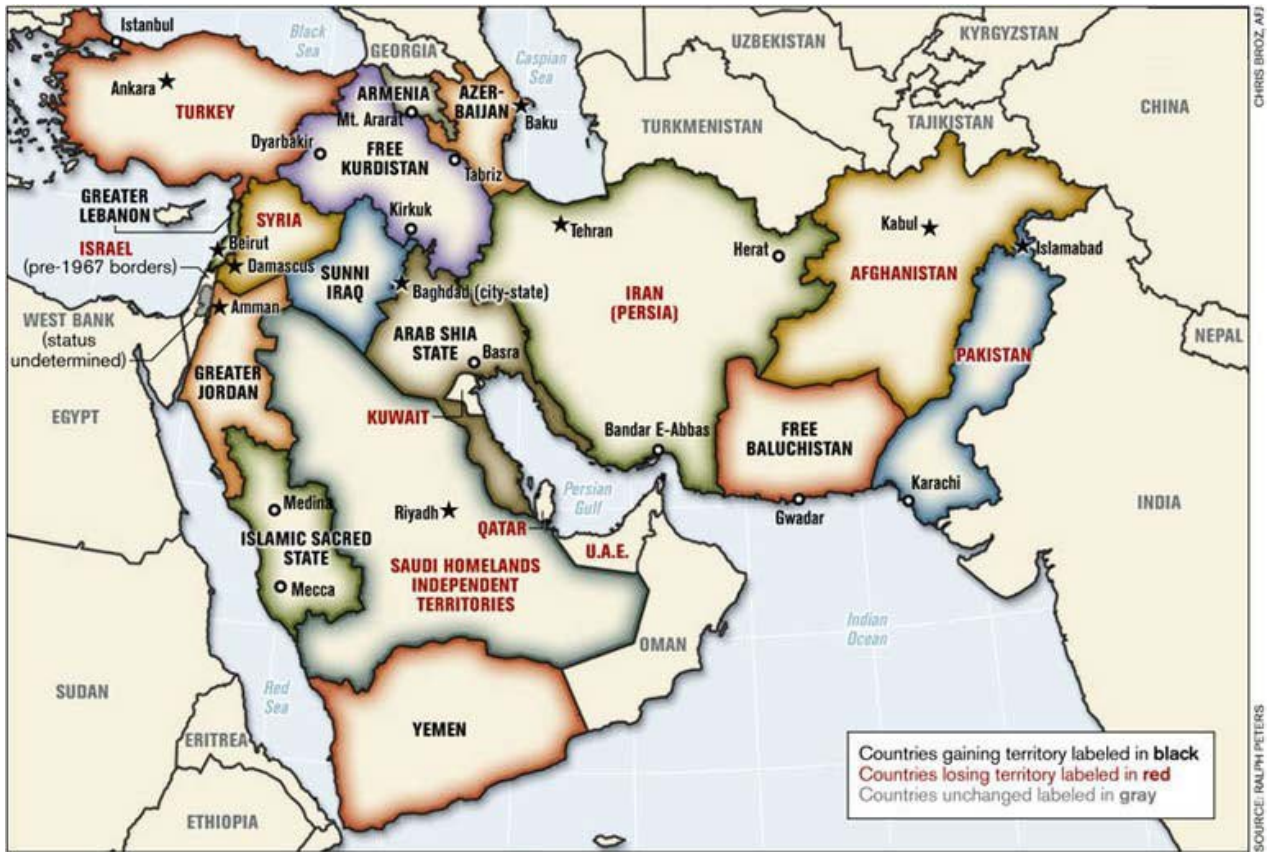 Istanbul
Black
Sea
GEORGIA
Caspian
Sea
UZBEKISTAN
KYRGYZSTAN
CHRIS BROZ, AFJ
Ankara
TURKEY
ARMENIA
Mt. Ararat
AZER-
BAIJAN
Baku
TURKMENISTAN
TAJIKISTAN
CHINA
Dyarbakir
FREE
KURDISTAN
Tabriz
GREATER
LEBANON
SYRIA
Kirkuk
Tehran
Herat
Kabul
Islamabad
ISRAEL
(pre-1967 borders)
Beirut
Damascus
SUNNI
IRAQ
Baghdad (city-state)
IRAN
(PERSIA)
AFGHANISTAN
Amman
WEST BANK
(status
undetermined)
ARAB SHIA
STATE
Basra
PAKISTAN
NEPAL
GREATER
JORDAN
EGYPT
KUWAIT
Bandar E-Abbas
FREE
BALUCHISTAN
Medina
Riyadh
Persian
Gulf
Gwadar
Karachi
INDIA
ISLAMIC SACRED
STATE
QATAR
U.A.E.
Mecca
SAUDI HOMELANDS
INDEPENDENT
TERRITORIES
Indian
Ocean
OMAN
SUDAN
Red
Sea
YEMEN
ERITREA
ETHIOPIA
Countries gaining territory labeled in black
Countries losing territory labeled in red
Countries unchanged labeled in gray
SOURCE: RALPH PETERS